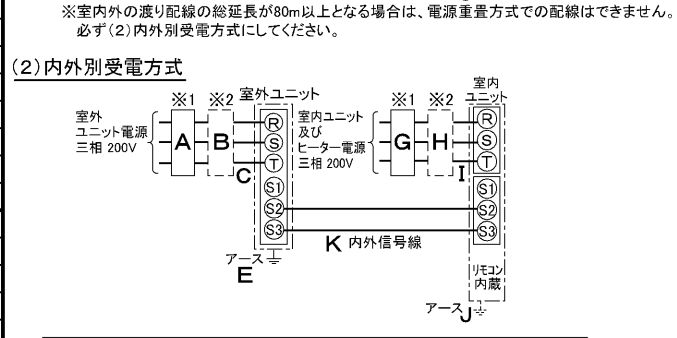 ※室内外の渡り配線の総延長が80m以上となる場合は、電源重畳方式での配線はできません。
必ず(2)内外別受電方式にしてください。
(2)内外別受電方式
※1 ※2 室外ユニット
室外
ユニット電源
三相 200V
A
B
C
R
S
T
S1
S2
S3
アース
E
※1 ※2
室内
ユニット
室内ユニット
及び
ヒーター電源
三相 200V
G
H
I
R
S
T
S1
S2
S3
K 内外信号線
リモコン
内蔵
アース
J